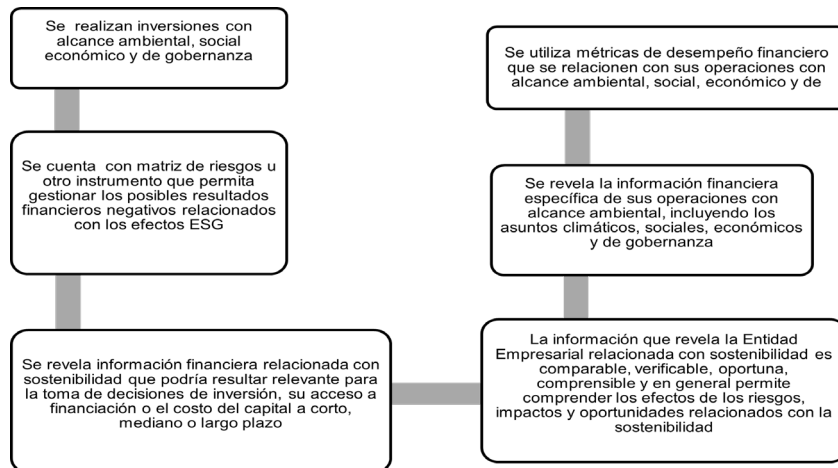 Se realizan inversiones con
alcance ambiental, social
económico y de gobernanza
Se cuenta con matriz de riesgos u
otro instrumento que permita
gestionar los posibles resultados
financieros negativos relacionados
con los efectos ESG
Se revela información financiera relacionada con
sostenibilidad que podría resultar relevante para
la toma de decisiones de inversión, su acceso a
financiación o el costo del capital a corto,
mediano o largo plazo
La información que revela la Entidad
Empresarial relacionada con sostenibilidad es
comparable, verificable, oportuna,
comprensible y en general permite
comprender los efectos de los riesgos,
impactos y oportunidades relacionados con la
sostenibilidad
Se revela la información financiera
específica de sus operaciones con
alcance ambiental, incluyendo los
asuntos climáticos, sociales, económicos
y de gobernanza
Se utiliza métricas de desempeño financiero
que se relacionen con sus operaciones con
alcance ambiental, social, económico y de